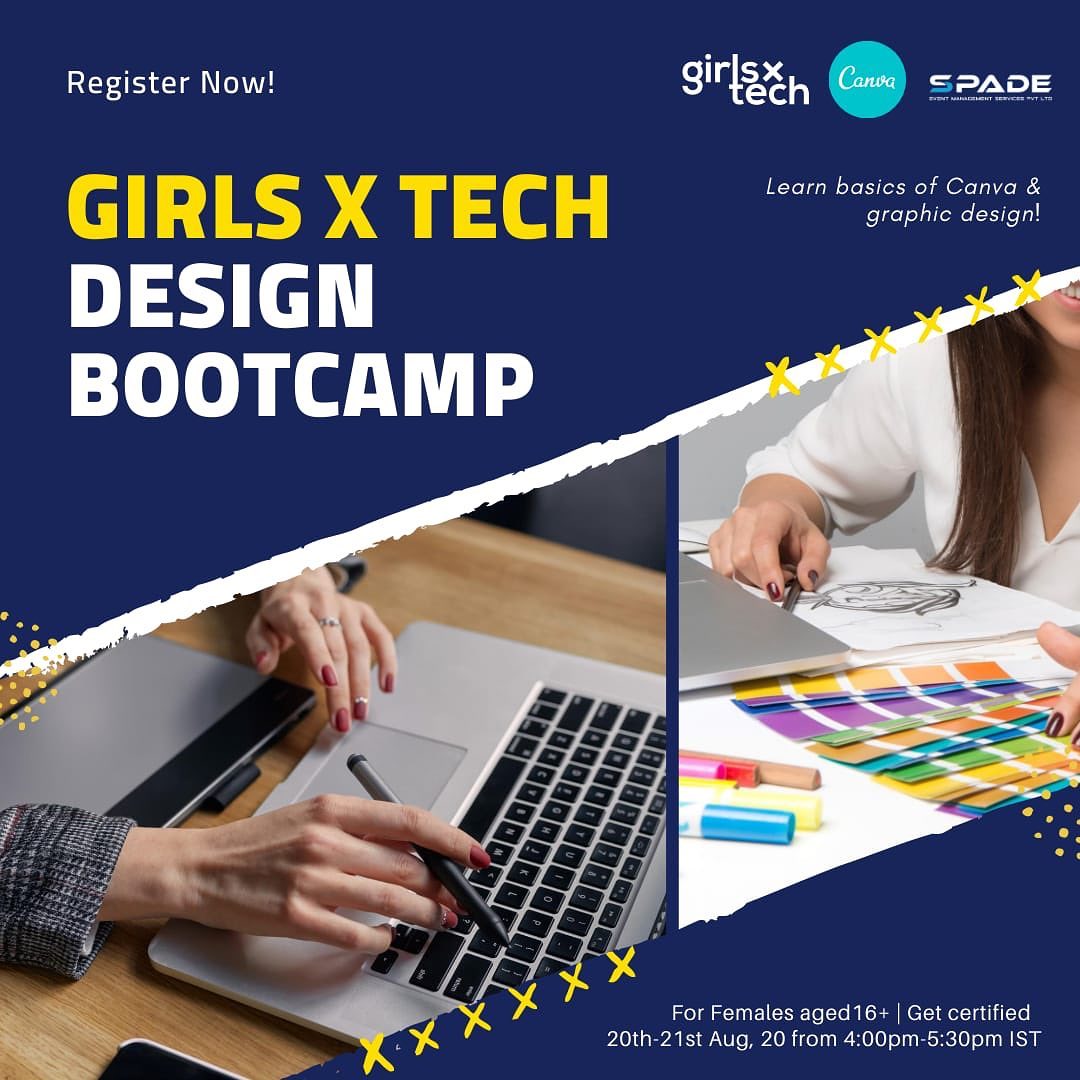 Register Now!
girls x
tech
Canva
SPADE
EVENT MANAGEMENT SERVICES PVT LTD
Learn basics of Canva &
graphic design!
GIRLS X TECH
DESIGN
BOOTCAMP
For Females aged16+ | Get certified
20th-21st Aug, 20 from 4:00pm-5:30pm IST